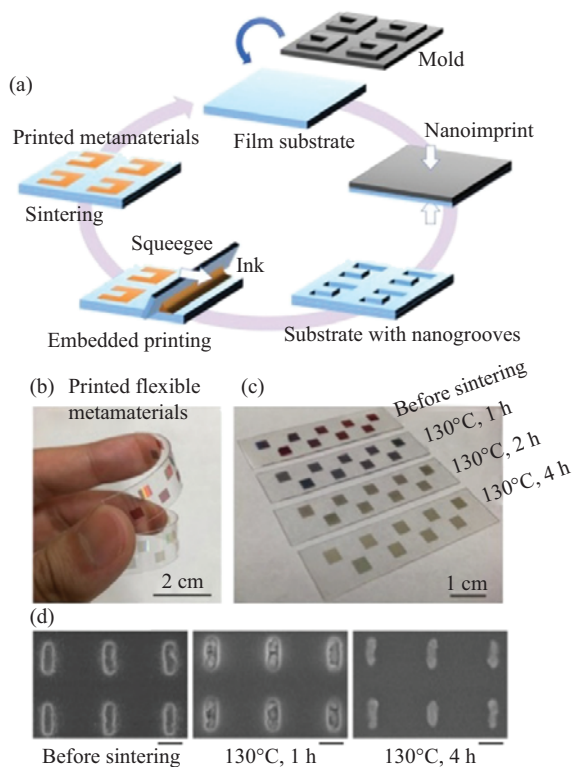 (a)
Mold
Film substrate
Nanoimprint
Printed metamaterials
Sintering
Squeegee
Ink
Embedded printing
Substrate with nanogrooves
(b)
Printed flexible
metamaterials
2 cm
(c)
Before sintering
130°C, 1 h
130°C, 2 h
130°C, 4 h
1 cm
(d)
Before sintering
130°C, 1 h
130°C, 4 h